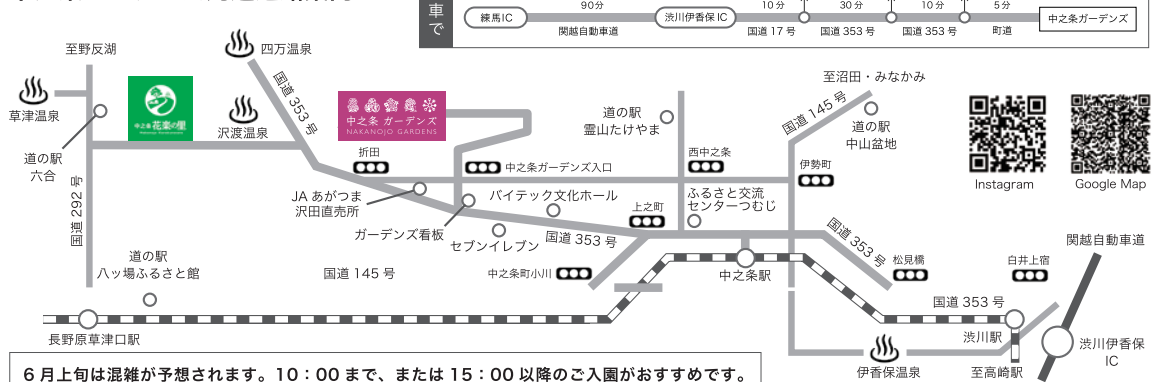 車で
練馬IC
90分
関越自動車道
渋川伊香保IC
10分
国道17号
30分
国道353号
10分
国道353号
5分
町道
中之条ガーデンズ
至野反湖
四万温泉
国道353号
草津温泉
中之条 花楽の里
沢渡温泉
中之条 ガーデンズ
NAKANOJO GARDENS
道の駅
霊山たけやま
至沼田・みなかみ
国道145号
道の駅
中山盆地
Instagram
Google Map
道の駅
六合
国道292号
折田
中之条ガーデンズ入口
西中之条
伊勢町
JAあがつま
沢田直売所
バイテック文化ホール
上之町
ふるさと交流
センターつむじ
ガーデンズ看板
セブンイレブン
国道353号
国道353号
関越自動車道
道の駅
八ッ場ふるさと館
国道145号
中之条町小川
中之条駅
松見橋
白井上宿
国道353号
長野原草津口駅
渋川駅
渋川伊香保
IC
伊香保温泉
至高崎駅
6月上旬は混雑が予想されます。10：00まで、または15：00以降のご入園がおすすめです。